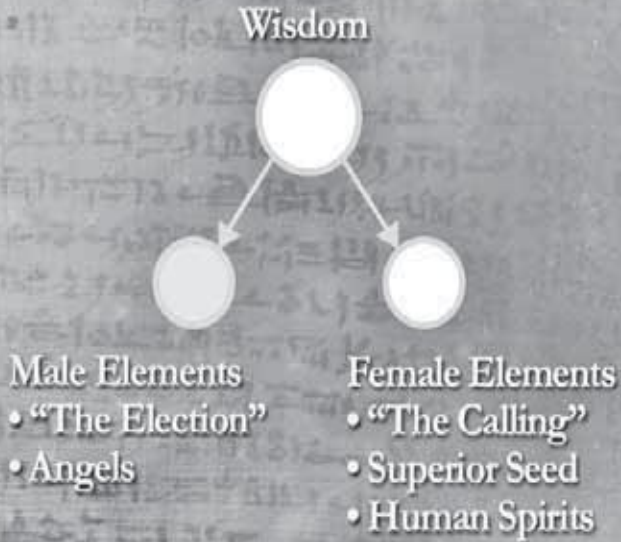 Wisdom
Male Elements
• “The Election”
• Angels
Female Elements
• “The Calling”
• Superior Seed
• Human Spirits